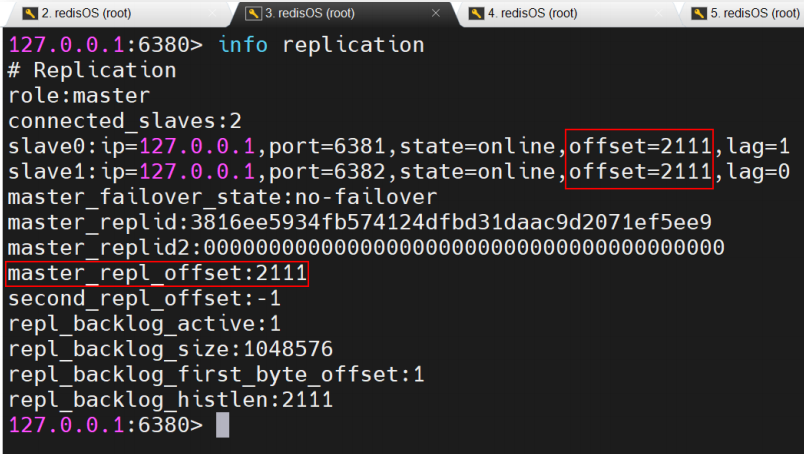 2. redisOS (root)
3. redisOS (root)
4. redisOS (root)
5. redisOS (root)
127.0.0.1:6380> info replication
# Replication
role:master
connected_slaves:2
slave0:ip=127.0.0.1,port=6381,state=online,offset=2111,lag=1
slave1:ip=127.0.0.1,port=6382,state=online,offset=2111,lag=0
master_failover_state:no-failover
master_replid:3816ee5934fb574124dfbd31daac9d2071ef5ee9
master_replid2:0000000000000000000000000000000000000000
master_repl_offset:2111
second_repl_offset:-1
repl_backlog_active:1
repl_backlog_size:1048576
repl_backlog_first_byte_offset:1
repl_backlog_histlen:2111
127.0.0.1:6380>